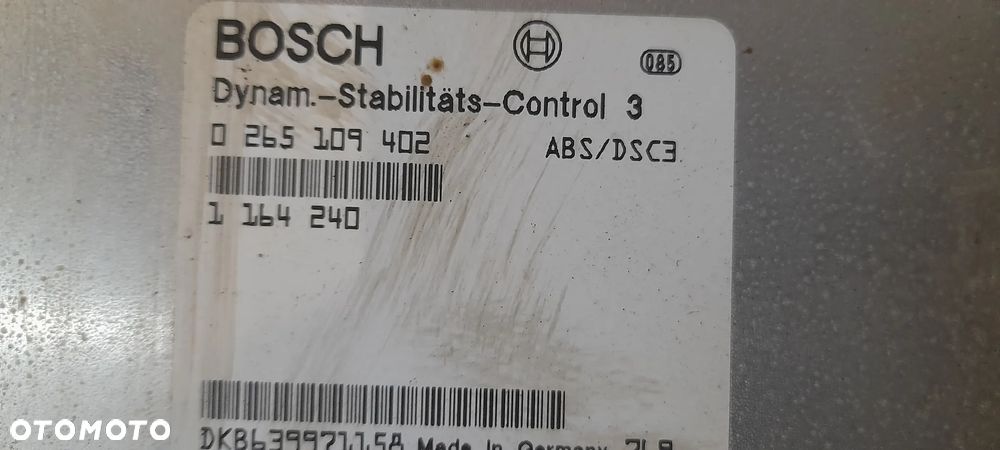 BOSCH
085
Dynam.-Stabilitäts-Control 3
0 265 109 402 ABS/DSC3
1 164 240
Made in Germany
OTOMOTO